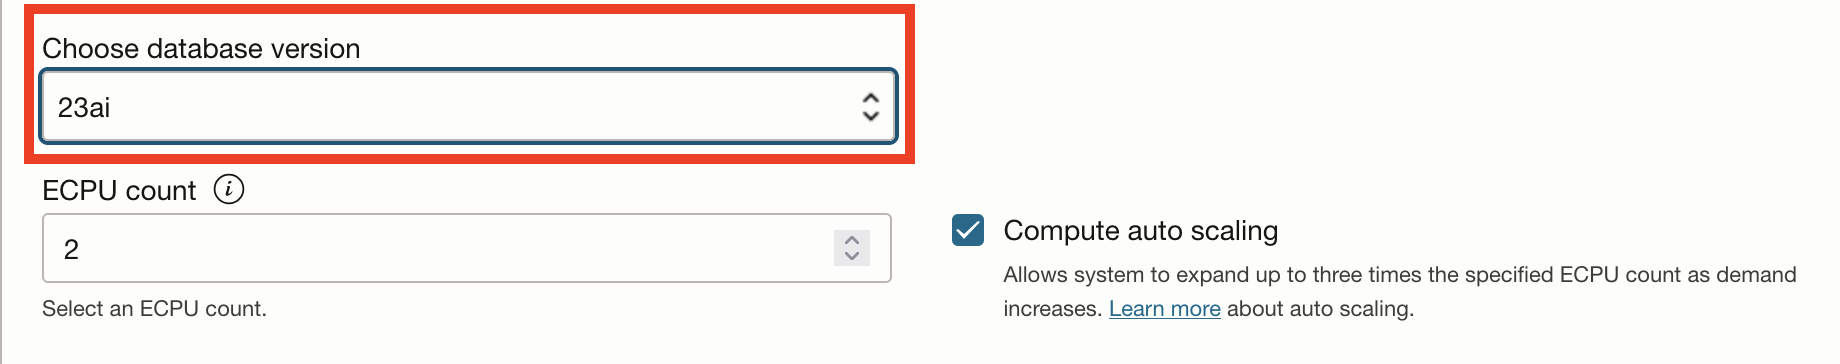 Choose database version
23ai
ECPU count i
2
Select an ECPU count.
Compute auto scaling
Allows system to expand up to three times the specified ECPU count as demand
increases. Learn more about auto scaling.